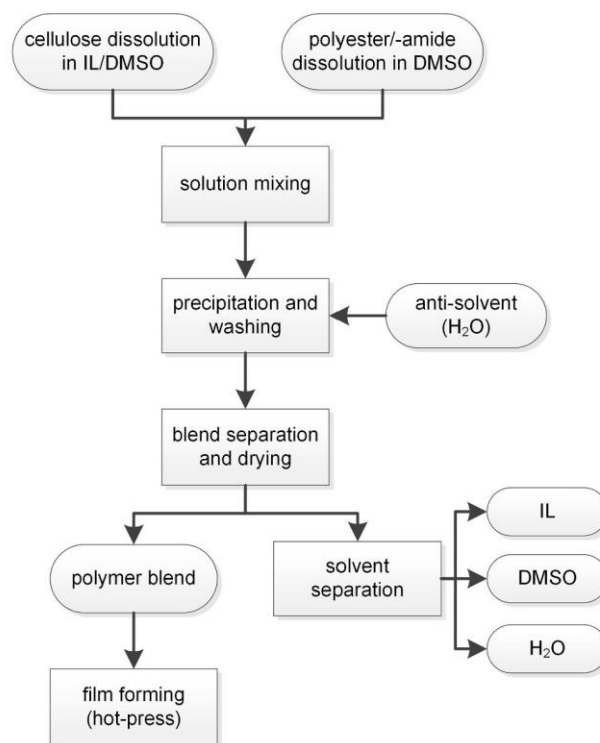 cellulose dissolution
in IL/DMSO
polyester/-amide
dissolution in DMSO
solution mixing
precipitation and
washing
anti-solvent
(H₂O)
blend separation
and drying
polymer blend
solvent
separation
IL
DMSO
H₂O
film forming
(hot-press)